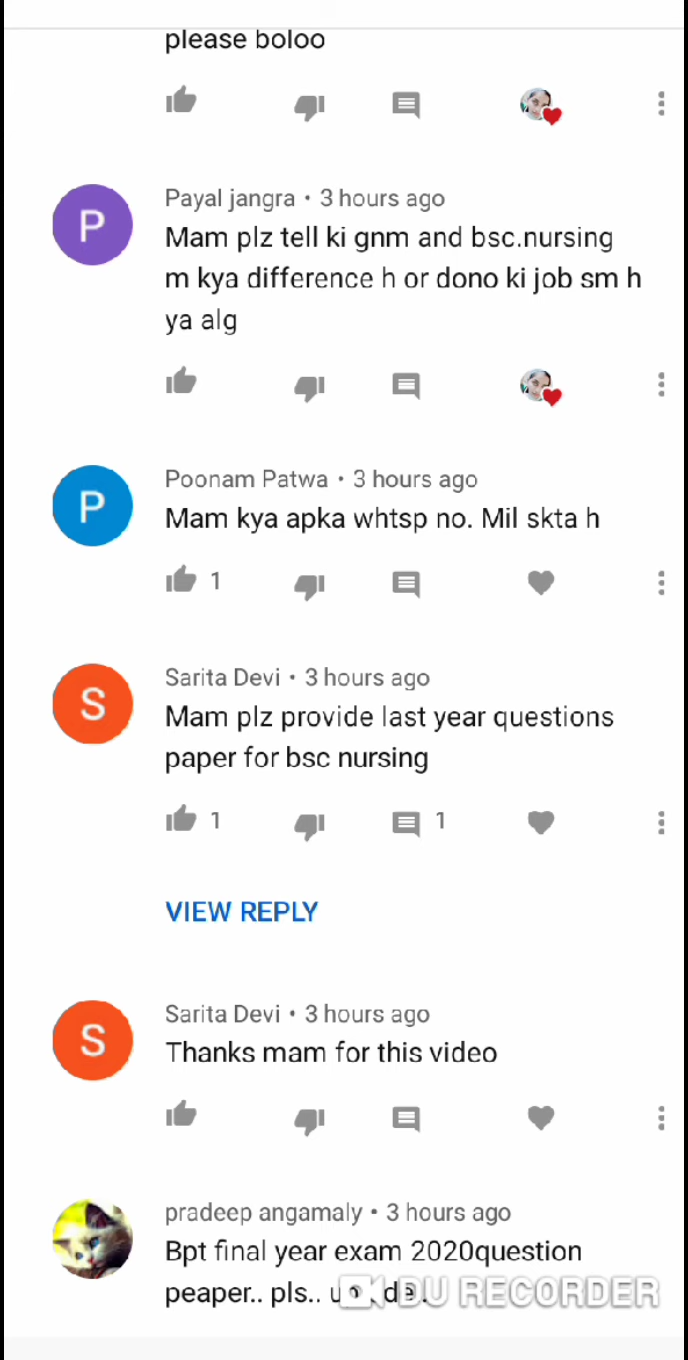 please boloo
Payal jangra • 3 hours ago
Mam plz tell ki gnm and bsc.nursing
m kya difference h or dono ki job sm h
ya alg
Poonam Patwa • 3 hours ago
Mam kya apka whtsp no. Mil skta h
1
Sarita Devi • 3 hours ago
Mam plz provide last year questions
paper for bsc nursing
1 1
VIEW REPLY
Sarita Devi • 3 hours ago
Thanks mam for this video
pradeep angamaly • 3 hours ago
Bpt final year exam 2020question
peaper.. pls..
DU RECORDER
P
P
S
S